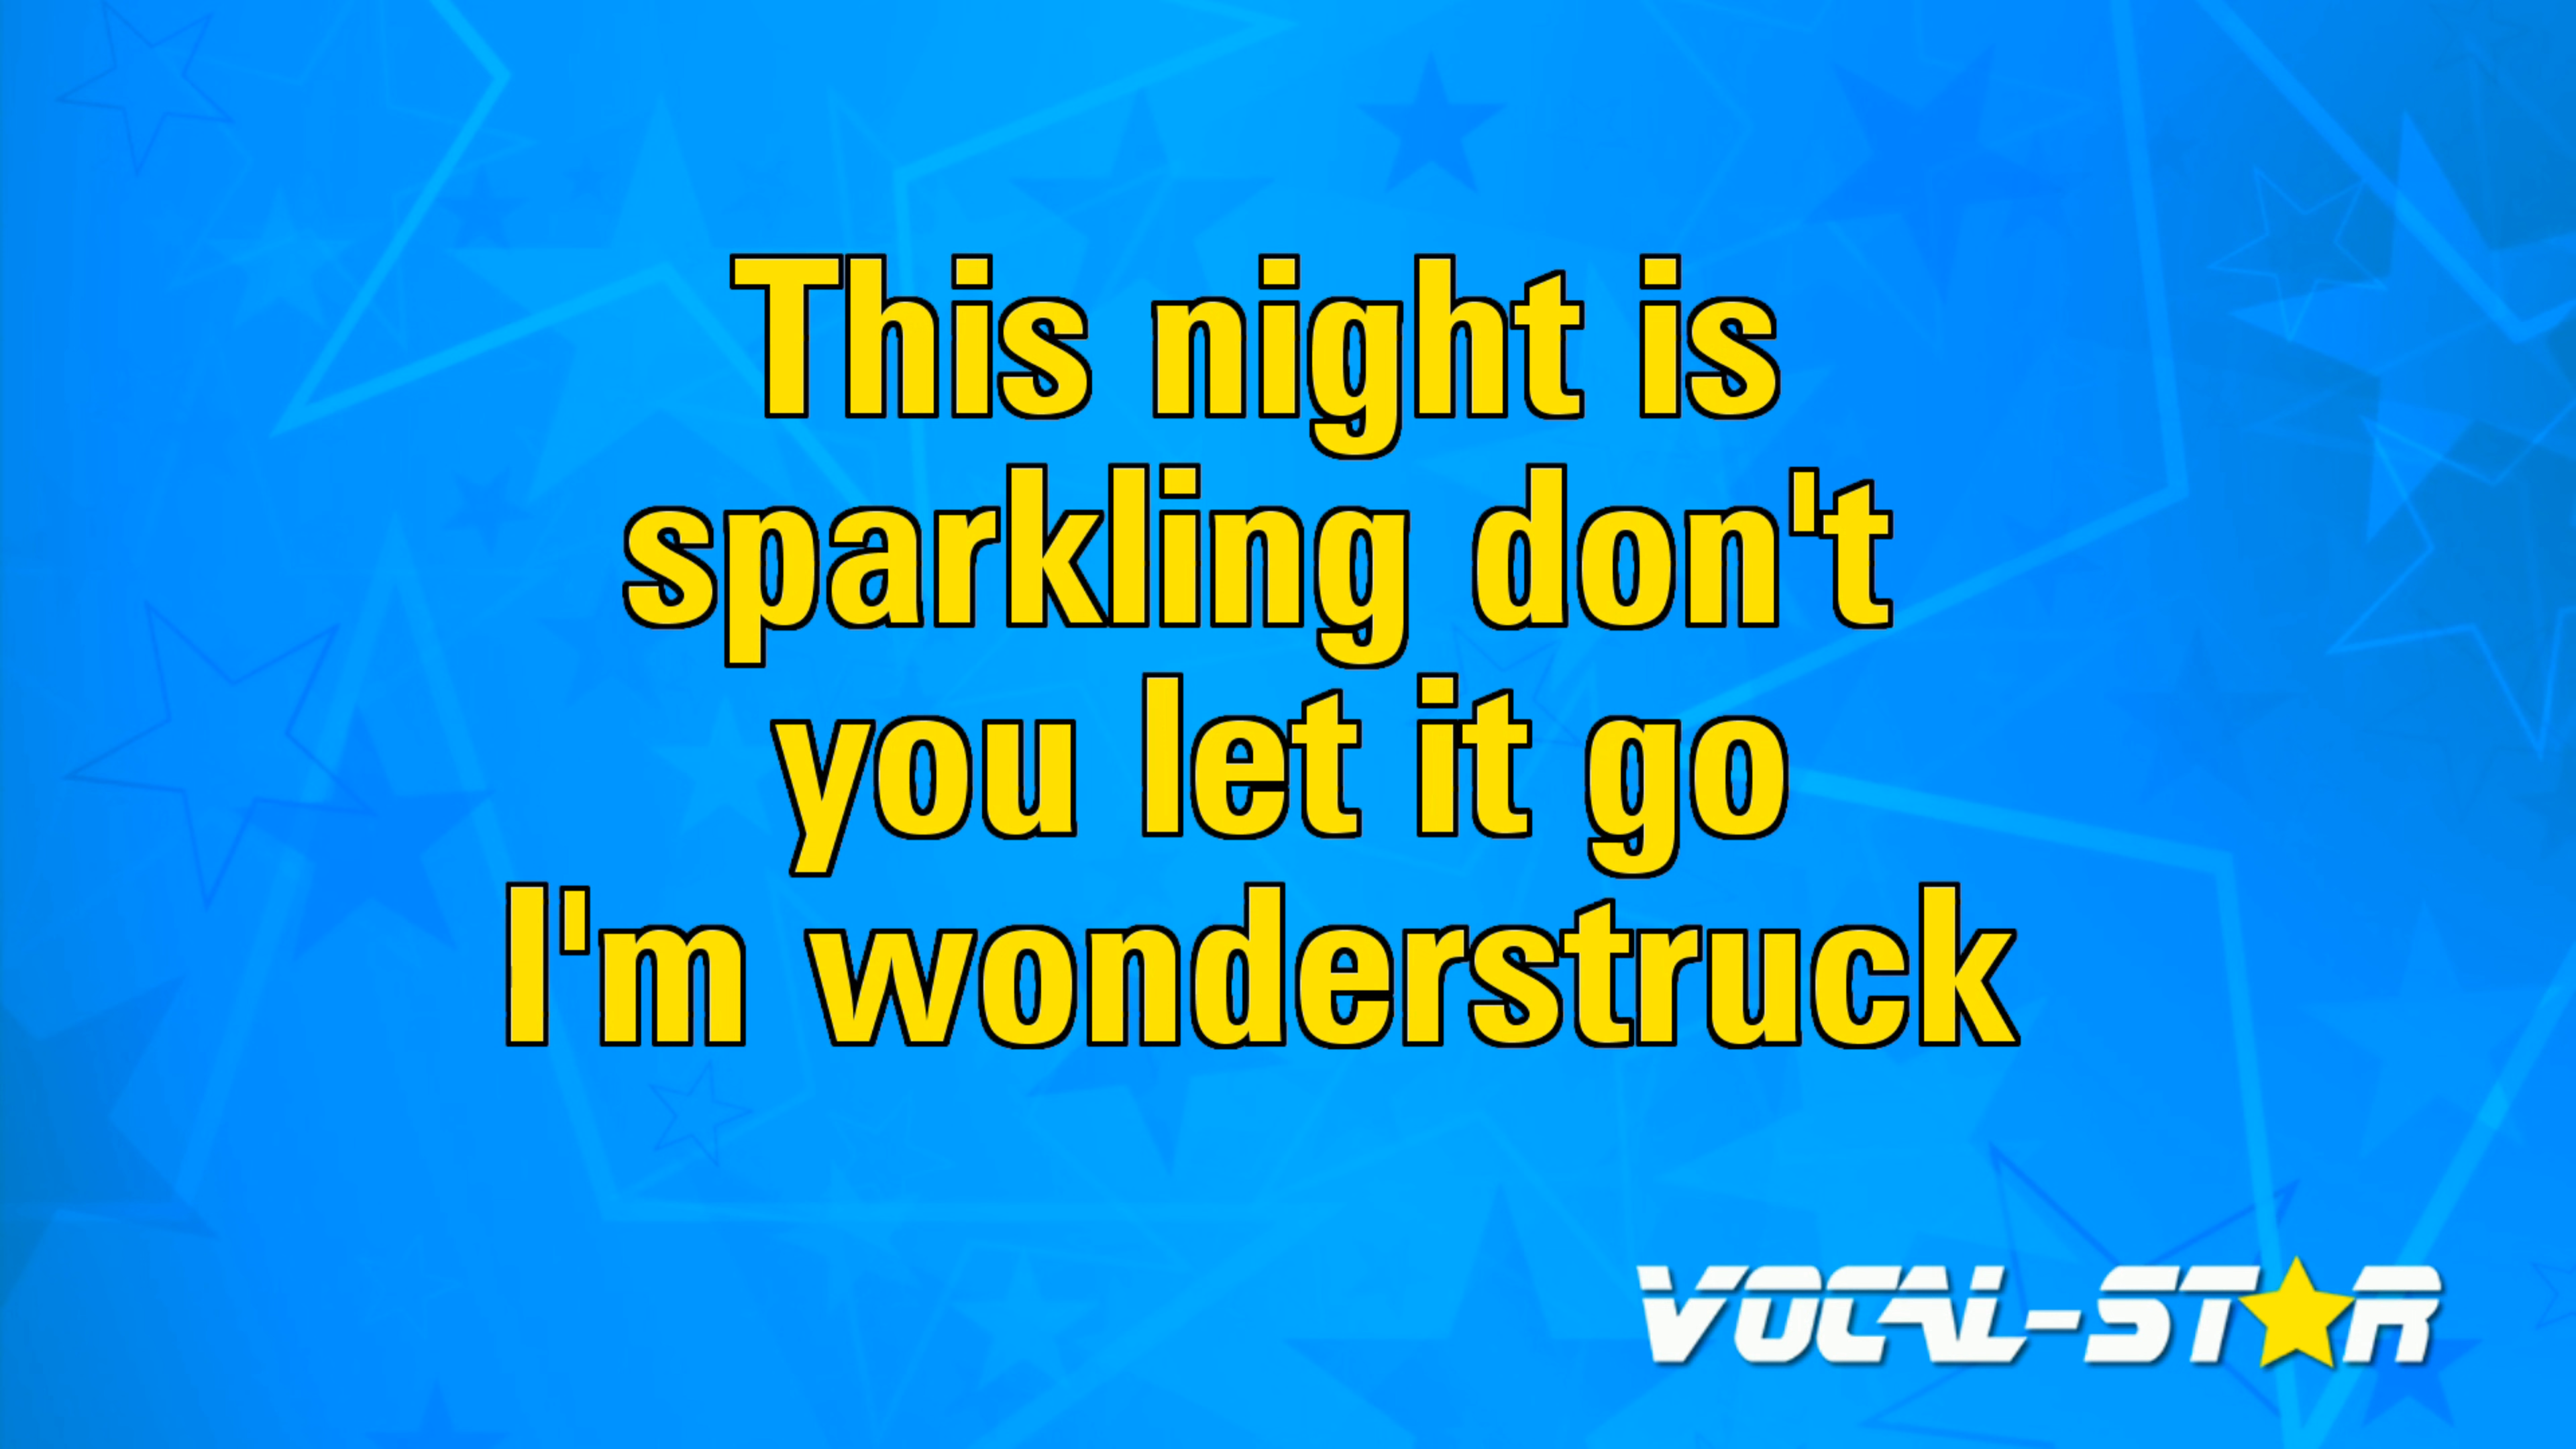 This night is
sparkling don't
you let it go
I'm wonderstruck
VOCAL-STAR